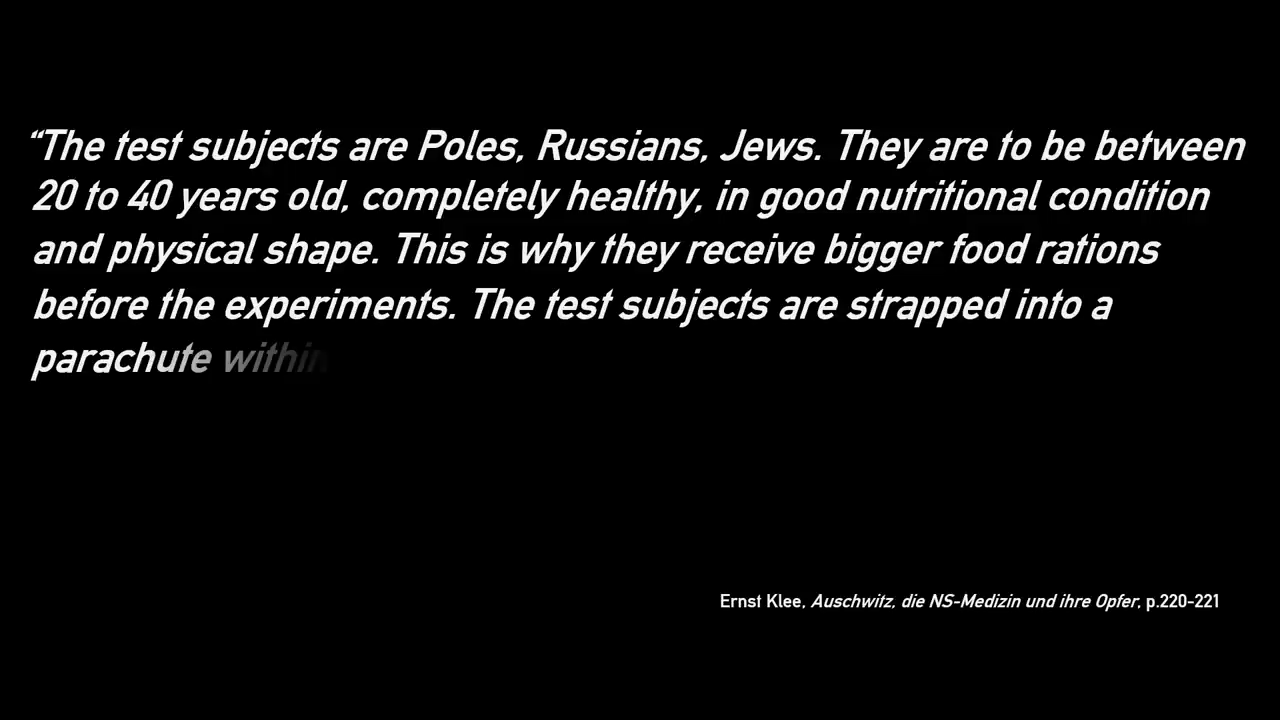 “The test subjects are Poles, Russians, Jews. They are to be between
20 to 40 years old, completely healthy, in good nutritional condition
and physical shape. This is why they receive bigger food rations
before the experiments. The test subjects are strapped into a
parachute within
Ernst Klee, Auschwitz, die NS-Medizin und ihre Opfer, p.220-221